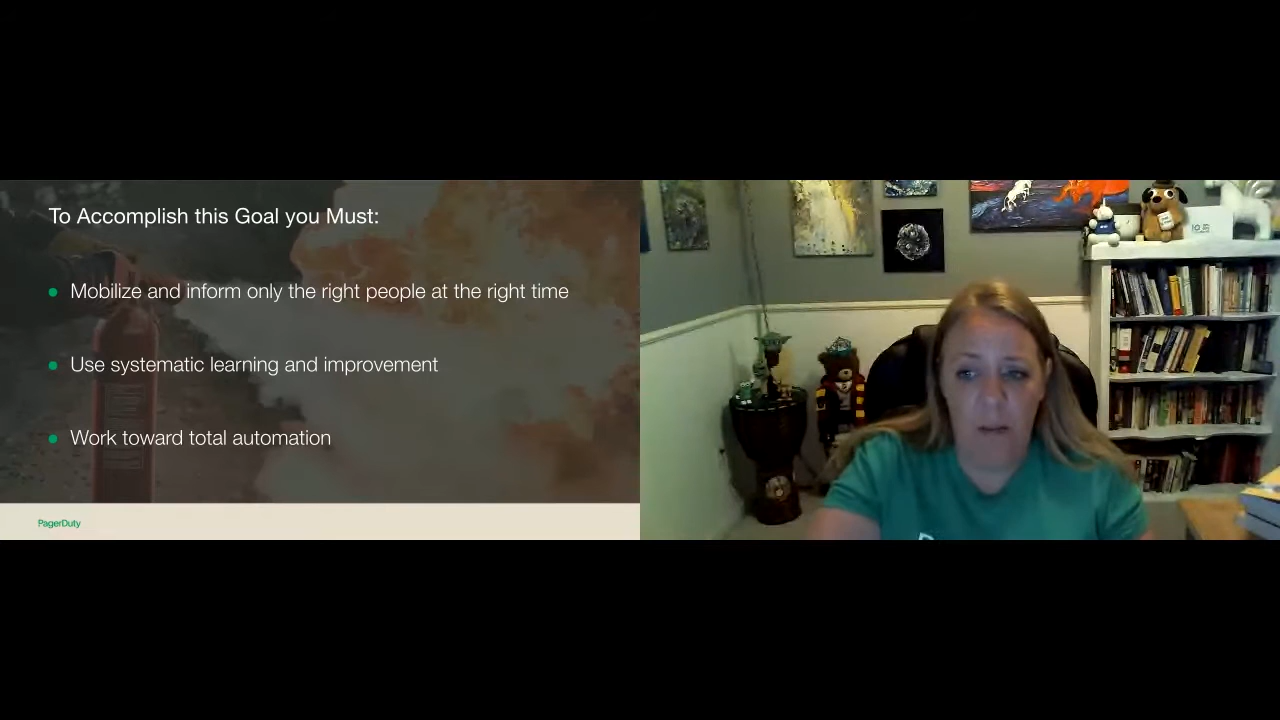 To Accomplish this Goal you Must:
Mobilize and inform only the right people at the right time
Use systematic learning and improvement
Work toward total automation
PagerDuty